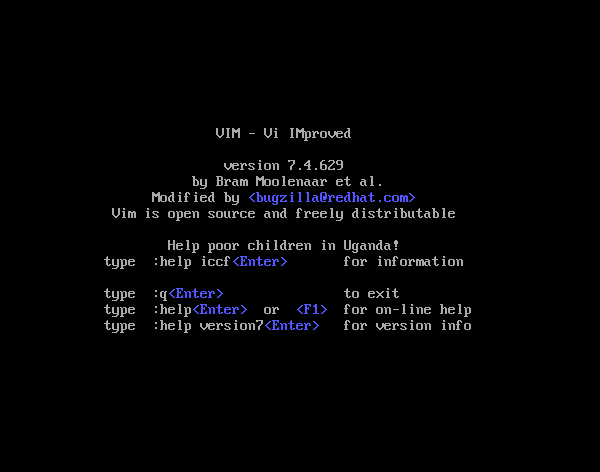 VIM - Vi IMproved
version 7.4.629
by Bram Moolenaar et al.
Modified by <bugzilla@redhat.com>
Vim is open source and freely distributable
Help poor children in Uganda!
type  :help iccf<Enter>       for information
type  :q<Enter>               to exit
type  :help<Enter>  or  <F1>  for on-line help
type  :help version7<Enter>   for version info